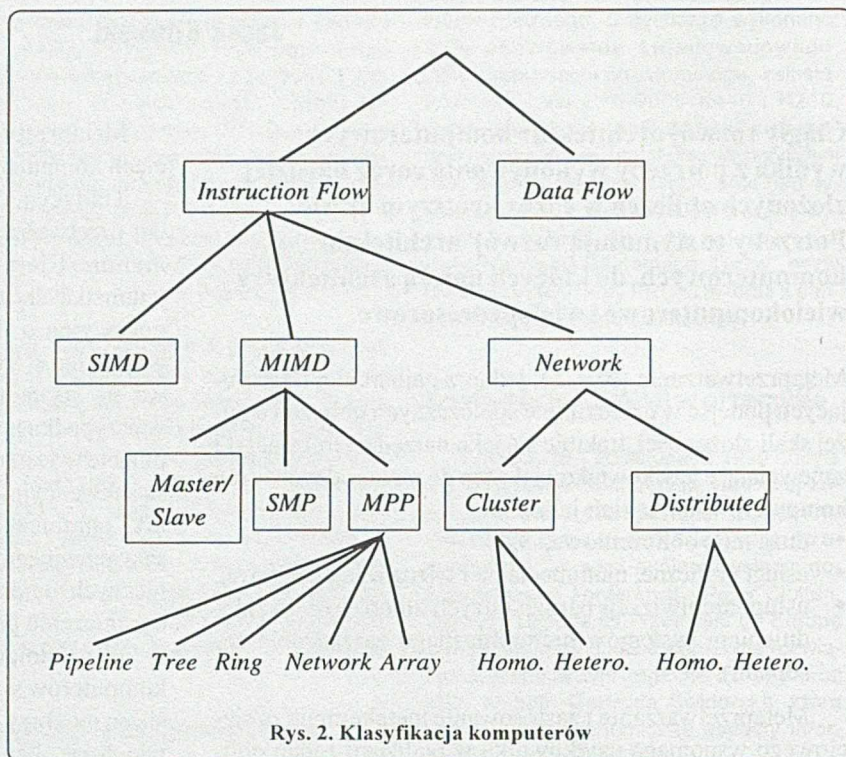 Instruction Flow
Data Flow
SIMD
MIMD
Network
Master/
Slave
SMP
MPP
Cluster
Distributed
Pipeline Tree Ring Network Array Homo. Hetero. Homo. Hetero.
Rys. 2. Klasyfikacja komputerów